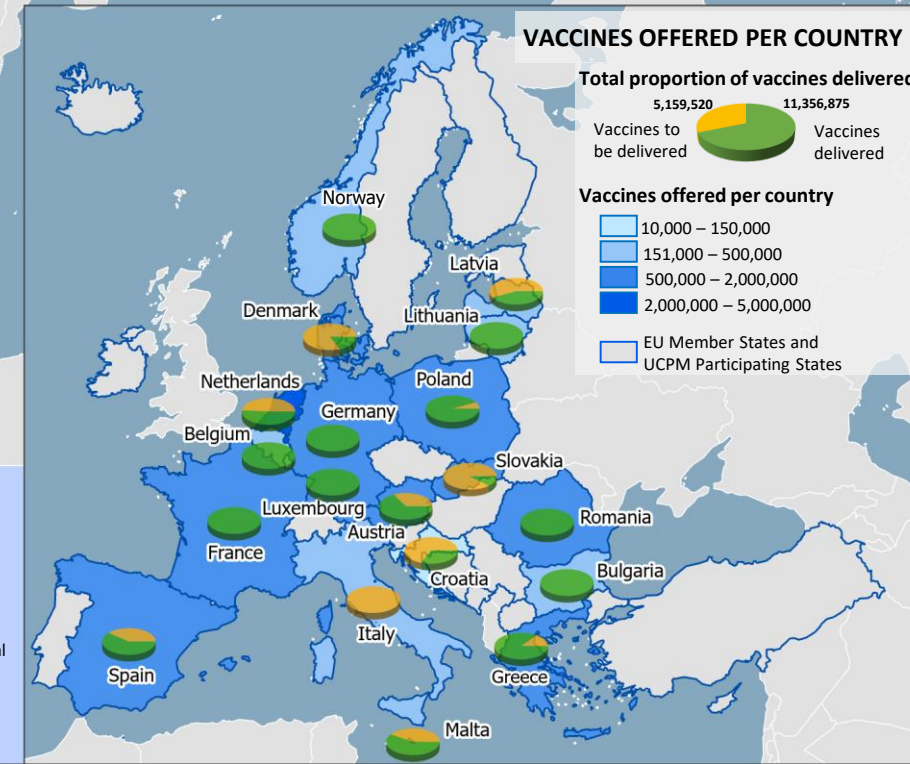 VACCINES OFFERED PER COUNTRY
Total proportion of vaccines delivered
5,159,520
11,356,875
Vaccines to
be delivered
Vaccines
delivered
Vaccines offered per country
10,000 – 150,000
151,000 – 500,000
500,000 – 2,000,000
2,000,000 – 5,000,000
EU Member States and
UCPM Participating States
Norway
Latvia
Denmark
Lithuania
Netherlands
Poland
Germany
Belgium
Slovakia
Luxembourg
Romania
Austria
France
Bulgaria
Croatia
Italy
Spain
Greece
Malta